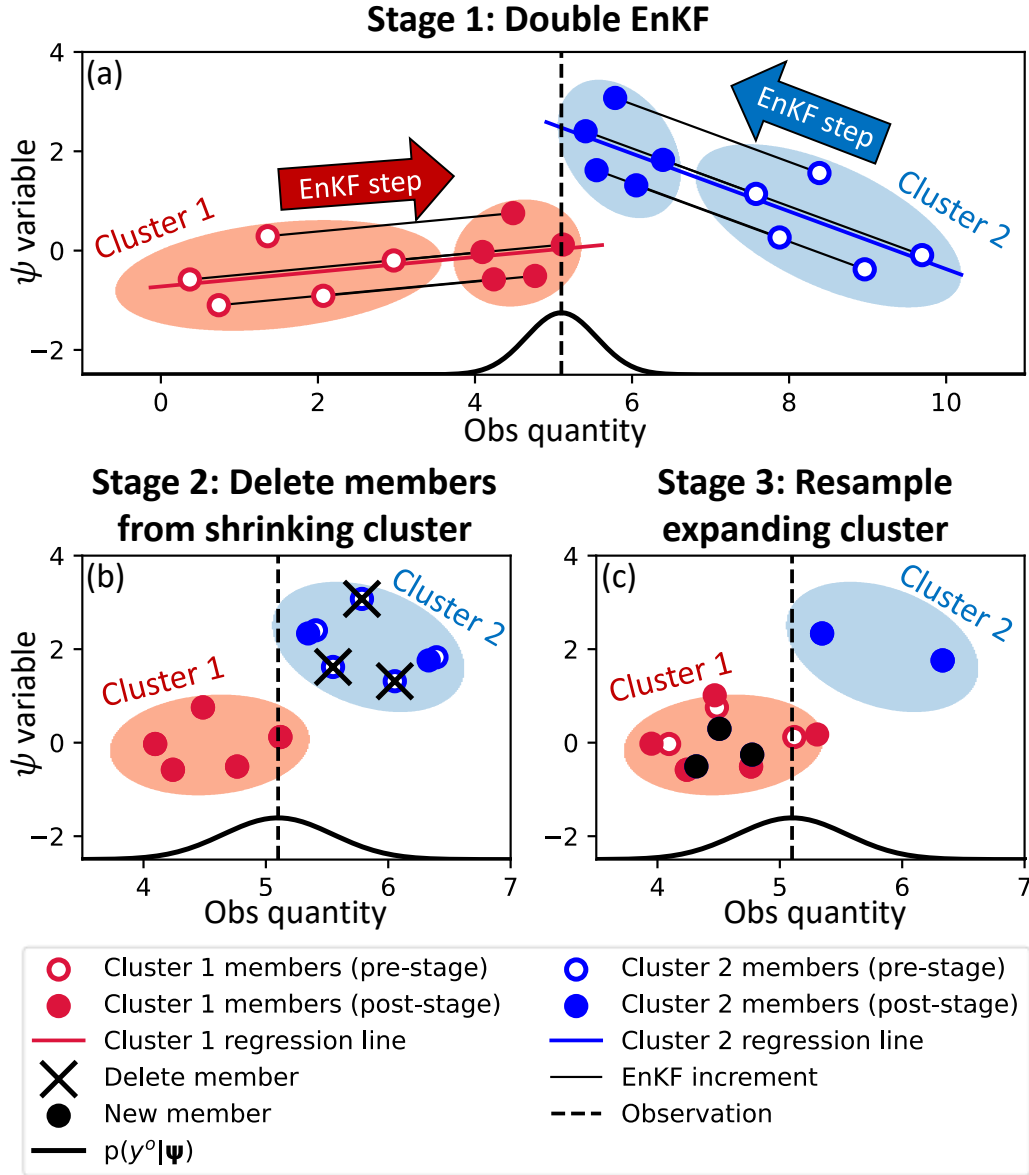 Stage 1: Double EnKF
(a)
4
2
0
−2
ψ variable
Cluster 1
EnKF step
EnKF step
Cluster 2
0 2 4 6 8 10
Obs quantity
Stage 2: Delete members
from shrinking cluster
(b)
4
2
0
−2
ψ variable
Cluster 1
Cluster 2
4 5 6 7
Obs quantity
Stage 3: Resample
expanding cluster
(c)
4
2
0
−2
ψ variable
Cluster 1
Cluster 2
4 5 6 7
Obs quantity
Cluster 1 members (pre-stage)
Cluster 1 members (post-stage)
Cluster 1 regression line
Delete member
New member
p(yᵒ|ψ)
Cluster 2 members (pre-stage)
Cluster 2 members (post-stage)
Cluster 2 regression line
EnKF increment
Observation